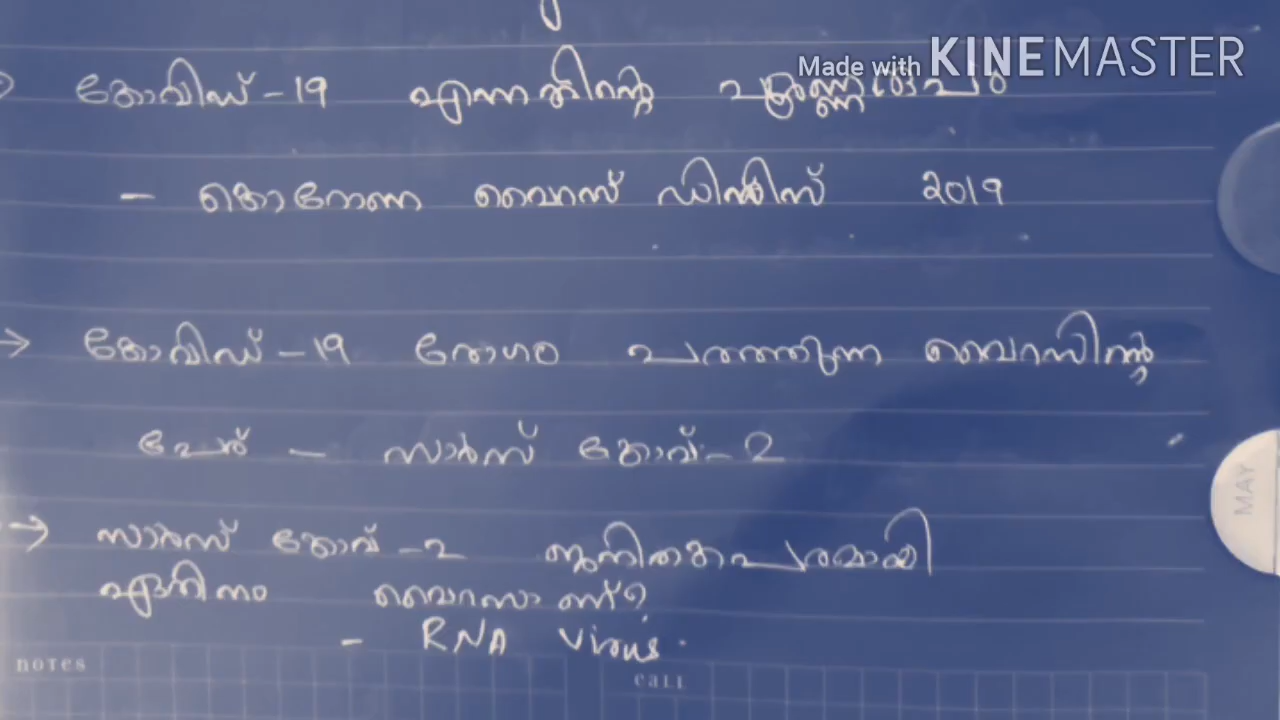 Made with KINEMASTER
→ കോവിഡ് -19 എന്നതിന്റെ പൂർണ്ണരൂപം
- കൊറോണ വൈറസ് ഡിസീസ് 2019
→ കോവിഡ് -19 രോഗം പരത്തുന്ന വൈറസിന്റെ
പേര് - സാർസ് കോവ് - 2
→ സാർസ് കോവ് -2 ജനിതകപരമായി
ഏതിനം വൈറസാണ്?
- RNA Virus.
notes
call
MAY